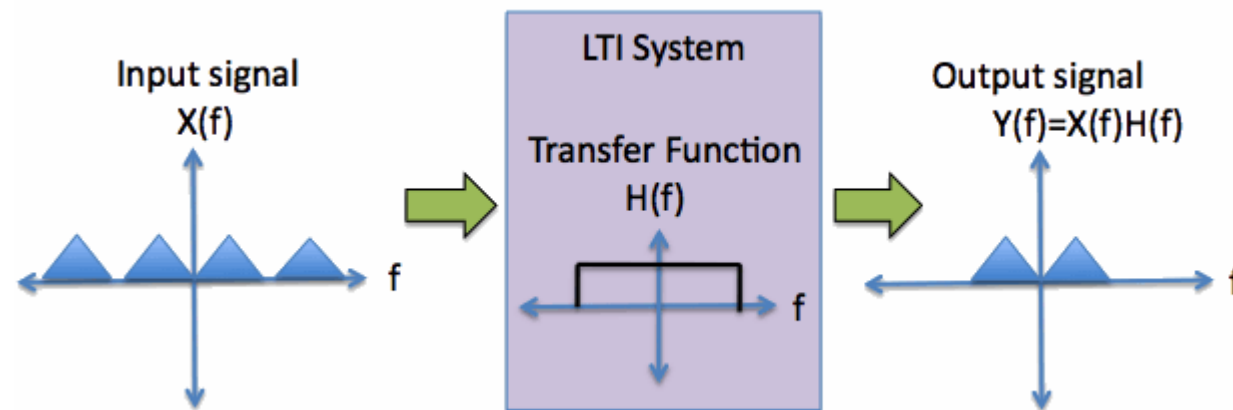 Input signal
X(f)
f
LTI System
Transfer Function
H(f)
f
Output signal
Y(f)=X(f)H(f)
f